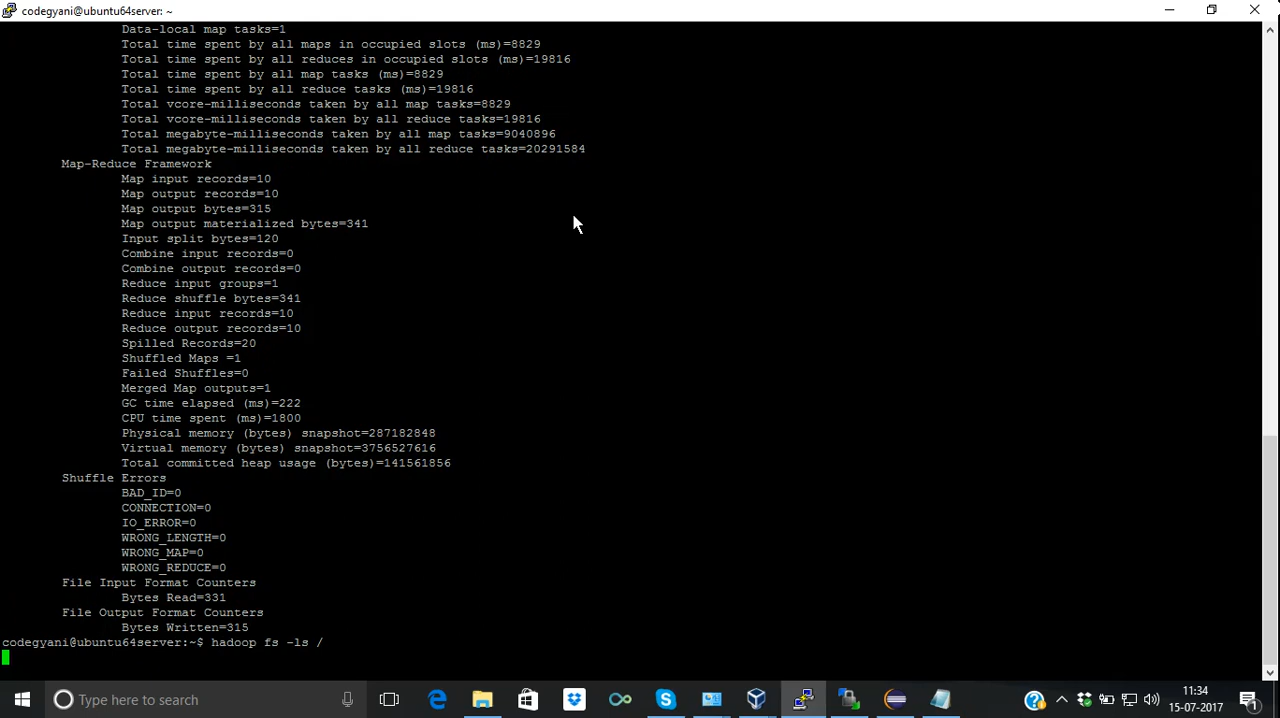 codegyani@ubuntu64server: ~
Data-local map tasks=1
Total time spent by all maps in occupied slots (ms)=8829
Total time spent by all reduces in occupied slots (ms)=19816
Total time spent by all map tasks (ms)=8829
Total time spent by all reduce tasks (ms)=19816
Total vcore-milliseconds taken by all map tasks=8829
Total vcore-milliseconds taken by all reduce tasks=19816
Total megabyte-milliseconds taken by all map tasks=9040896
Total megabyte-milliseconds taken by all reduce tasks=20291584
Map-Reduce Framework
Map input records=10
Map output records=10
Map output bytes=315
Map output materialized bytes=341
Input split bytes=120
Combine input records=0
Combine output records=0
Reduce input groups=1
Reduce shuffle bytes=341
Reduce input records=10
Reduce output records=10
Spilled Records=20
Shuffled Maps =1
Failed Shuffles=0
Merged Map outputs=1
GC time elapsed (ms)=222
CPU time spent (ms)=1800
Physical memory (bytes) snapshot=287182848
Virtual memory (bytes) snapshot=3756527616
Total committed heap usage (bytes)=141561856
Shuffle Errors
BAD_ID=0
CONNECTION=0
IO_ERROR=0
WRONG_LENGTH=0
WRONG_MAP=0
WRONG_REDUCE=0
File Input Format Counters
Bytes Read=331
File Output Format Counters
Bytes Written=315
codegyani@ubuntu64server:~$ hadoop fs -ls /
Type here to search
11:34
15-07-2017
1